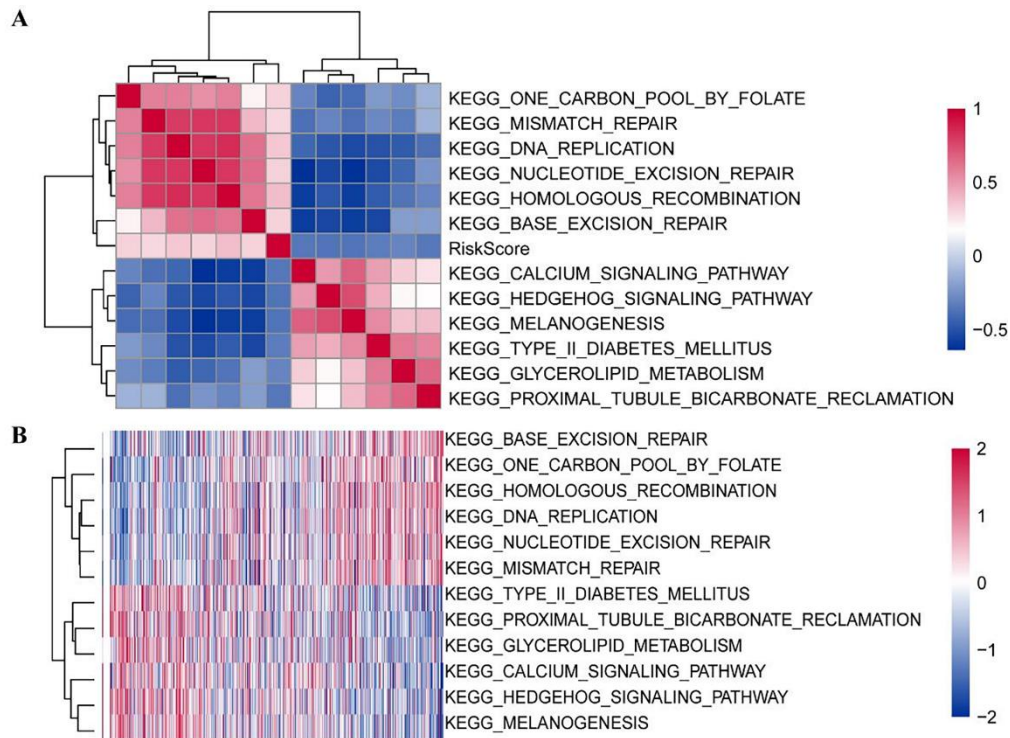 A
KEGG_ONE_CARBON_POOL_BY_FOLATE
KEGG_MISMATCH_REPAIR
KEGG_DNA_REPLICATION
KEGG_NUCLEOTIDE_EXCISION_REPAIR
KEGG_HOMOLOGOUS_RECOMBINATION
KEGG_BASE_EXCISION_REPAIR
RiskScore
KEGG_CALCIUM_SIGNALING_PATHWAY
KEGG_HEDGEHOG_SIGNALING_PATHWAY
KEGG_MELANOGENESIS
KEGG_TYPE_II_DIABETES_MELLITUS
KEGG_GLYCEROLIPID_METABOLISM
KEGG_PROXIMAL_TUBULE_BICARBONATE_RECLAMATION
1
0.5
0
−0.5
B
KEGG_BASE_EXCISION_REPAIR
KEGG_ONE_CARBON_POOL_BY_FOLATE
KEGG_HOMOLOGOUS_RECOMBINATION
KEGG_DNA_REPLICATION
KEGG_NUCLEOTIDE_EXCISION_REPAIR
KEGG_MISMATCH_REPAIR
KEGG_TYPE_II_DIABETES_MELLITUS
KEGG_PROXIMAL_TUBULE_BICARBONATE_RECLAMATION
KEGG_GLYCEROLIPID_METABOLISM
KEGG_CALCIUM_SIGNALING_PATHWAY
KEGG_HEDGEHOG_SIGNALING_PATHWAY
KEGG_MELANOGENESIS
2
1
0
−1
−2